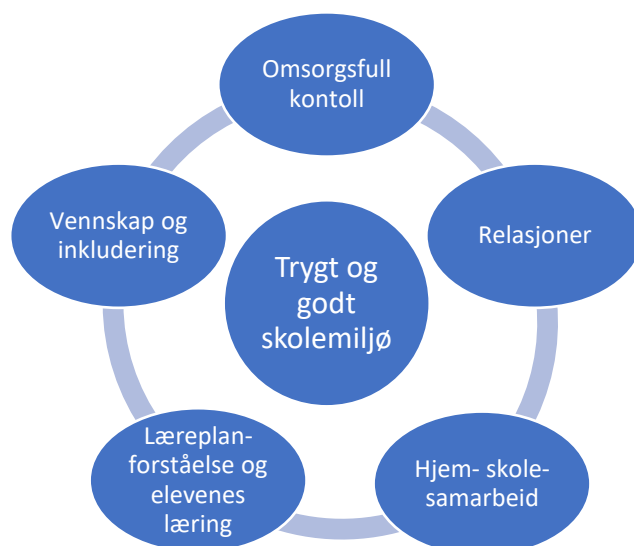 Omsorgsfull
kontoll
Relasjoner
Vennskap og
inkludering
Trygt og
godt
skolemiljø
Læreplan-
forståelse og
elevenes
læring
Hjem- skole-
samarbeid